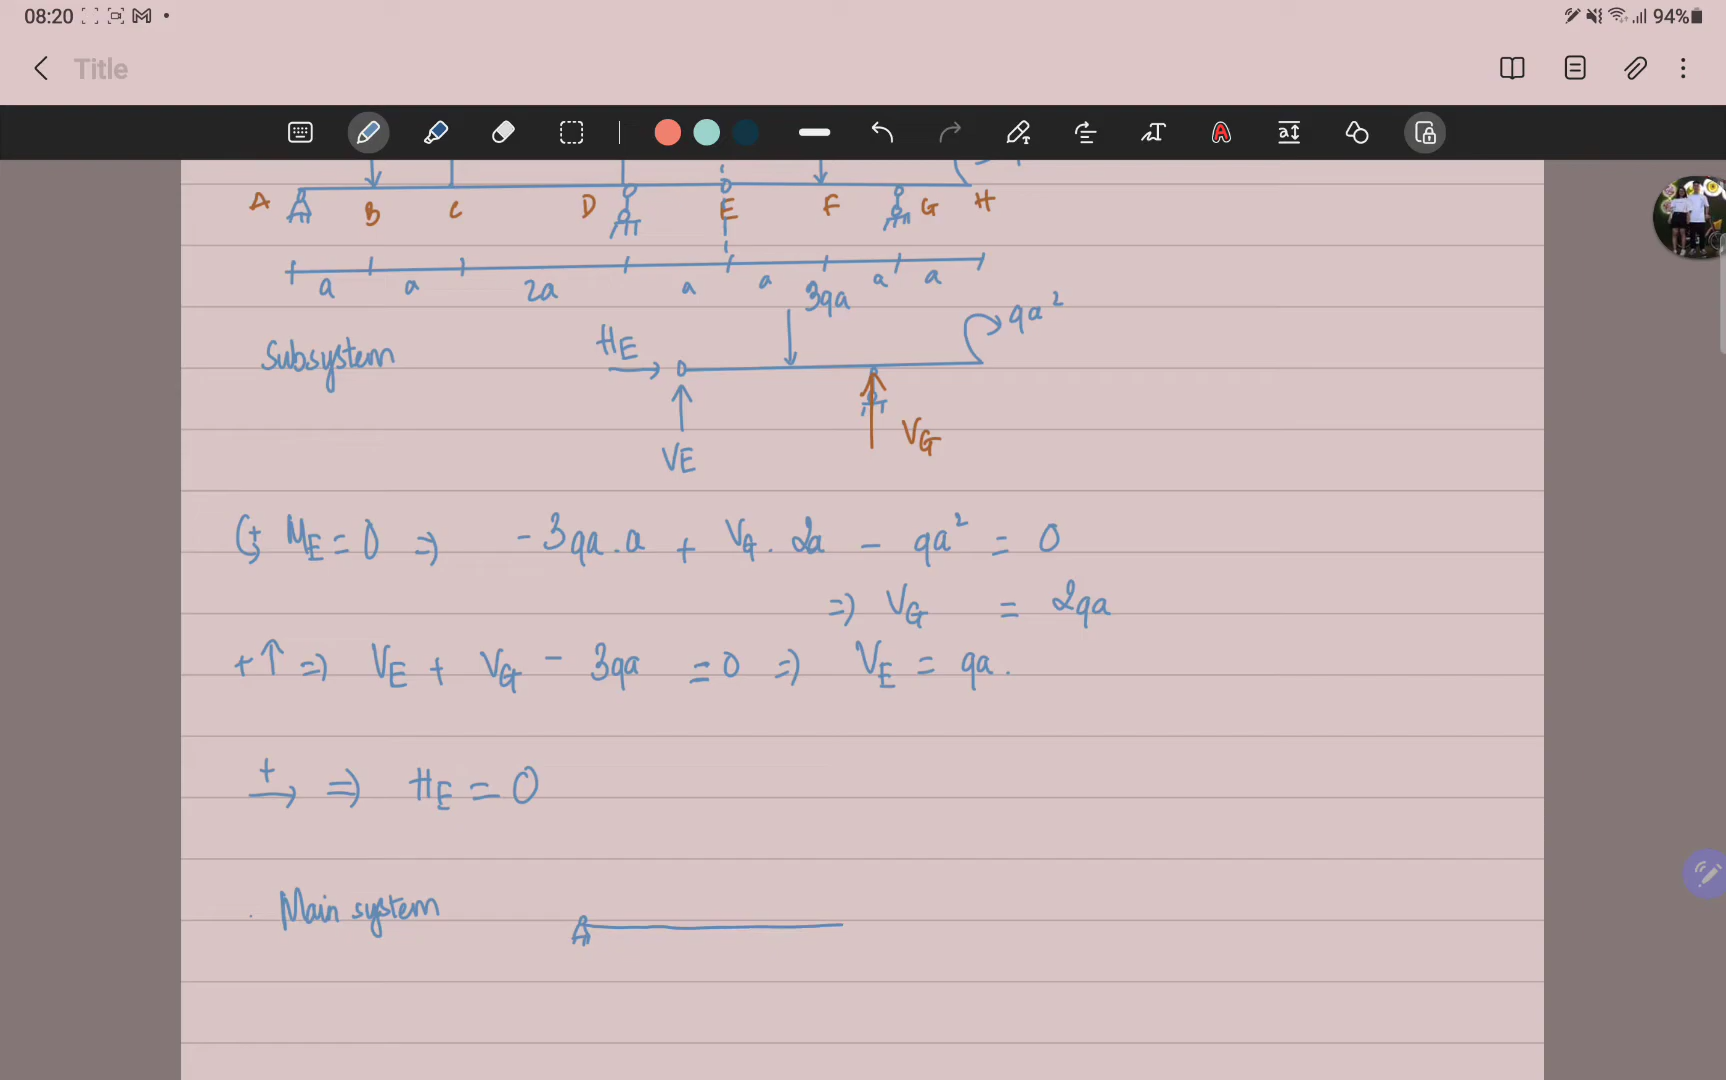 08:20 94%
Title
A B C D E F G H
a a 2a a a a a
Subsystem HE VE 3qa VG qa²
(+ ME = 0 ⇒ -3qa.a + VG.2a - qa² = 0
⇒ VG = 2qa
+↑ ⇒ VE + VG - 3qa = 0 ⇒ VE = qa.
+→ ⇒ HE = 0
Main system